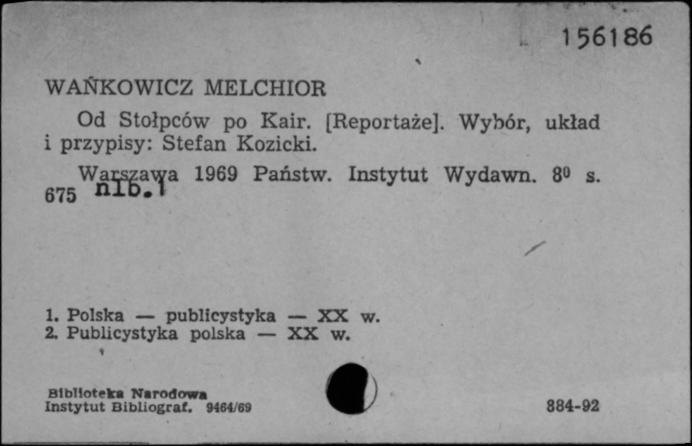 156186
WAŃKOWICZ MELCHIOR
Od Stołpców po Kair. [Reportaże]. Wybór, układ
i przypisy: Stefan Kozicki.
Warszawa 1969 Państw. Instytut Wydawn. 8⁰ s.
675 nlb.1
1. Polska — publicystyka — XX w.
2. Publicystyka polska — XX w.
Biblioteka Narodowa
Instytut Bibliograf. 9464/69
884-92